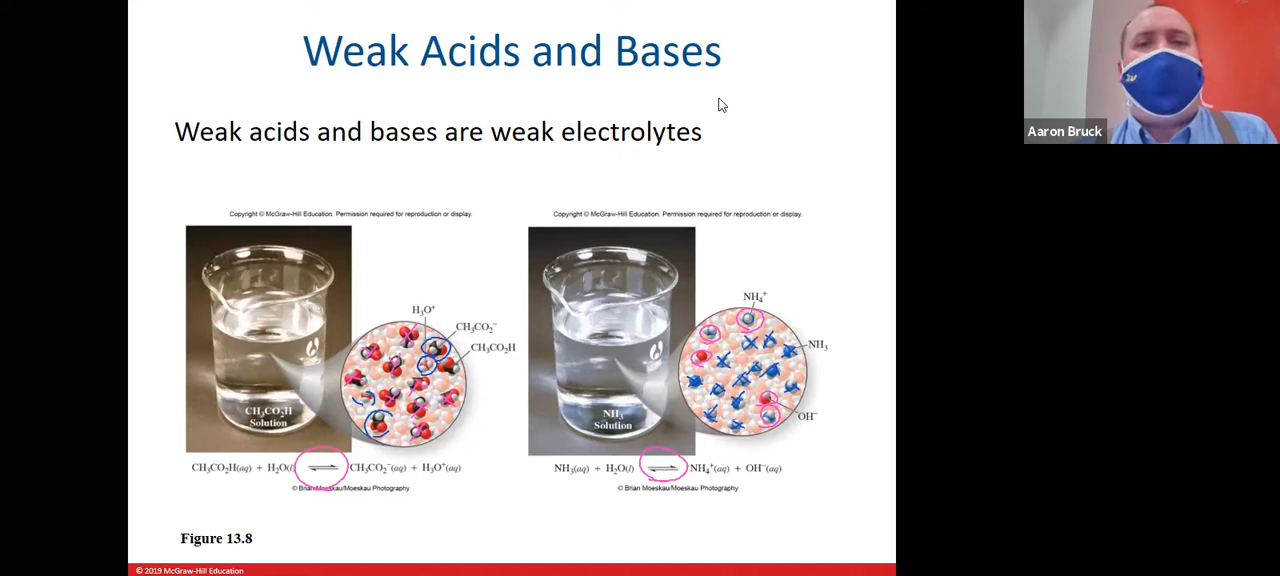 Weak Acids and Bases
Aaron Bruck
Weak acids and bases are weak electrolytes
Copyright © McGraw-Hill Education. Permission required for reproduction or display.
H₃O⁺
CH₃CO₂⁻
CH₃CO₂H
CH₃CO₂H
Solution
CH₃CO₂H(aq) + H₂O(l) ⇌ CH₃CO₂⁻(aq) + H₃O⁺(aq)
© Brian Moeskau/Moeskau Photography
Copyright © McGraw-Hill Education. Permission required for reproduction or display.
NH₄⁺
NH₃
OH⁻
NH₃
Solution
NH₃(aq) + H₂O(l) ⇌ NH₄⁺(aq) + OH⁻(aq)
© Brian Moeskau/Moeskau Photography
Figure 13.8
© 2019 McGraw-Hill Education